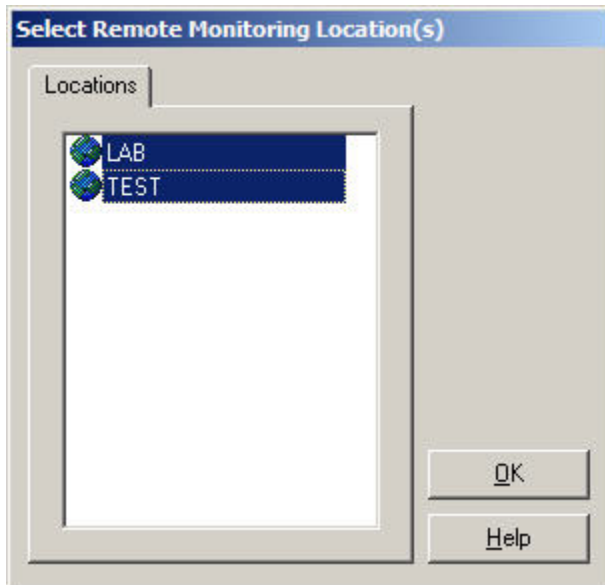 Select Remote Monitoring Location(s)
Locations
LAB
TEST
OK
Help